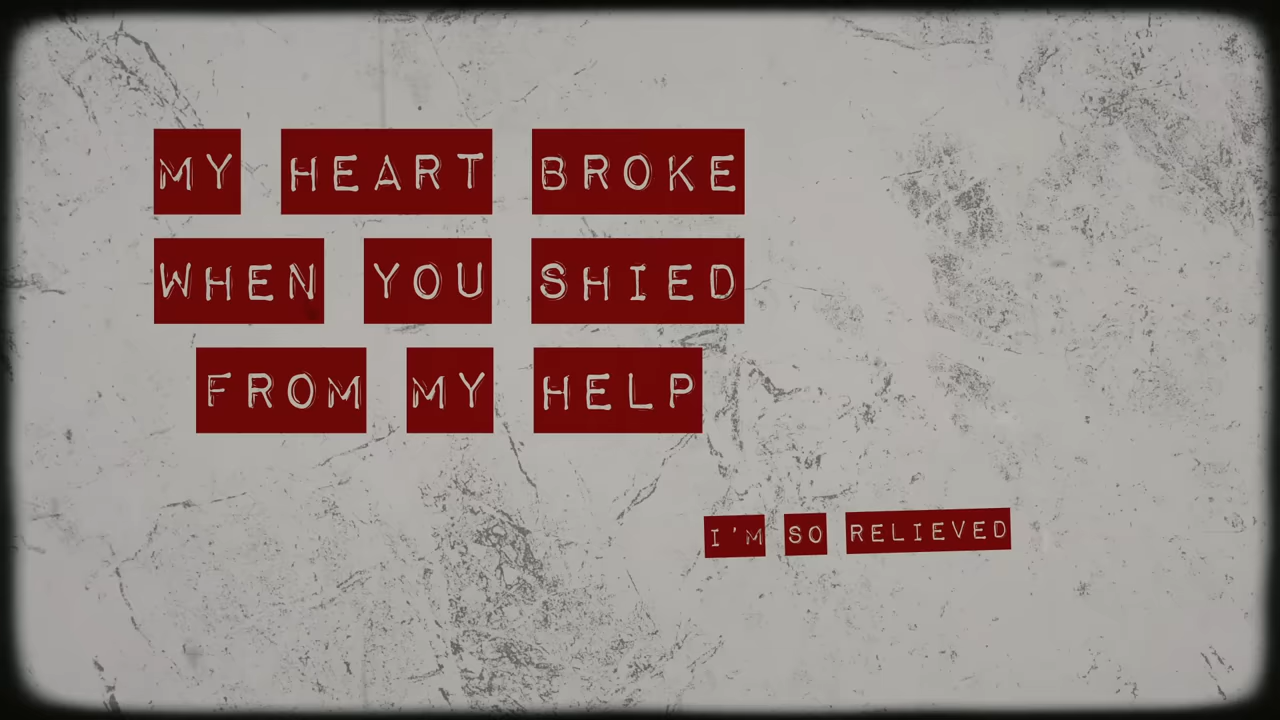 MY HEART BROKE
WHEN YOU SHIED
FROM MY HELP
I'M SO RELIEVED